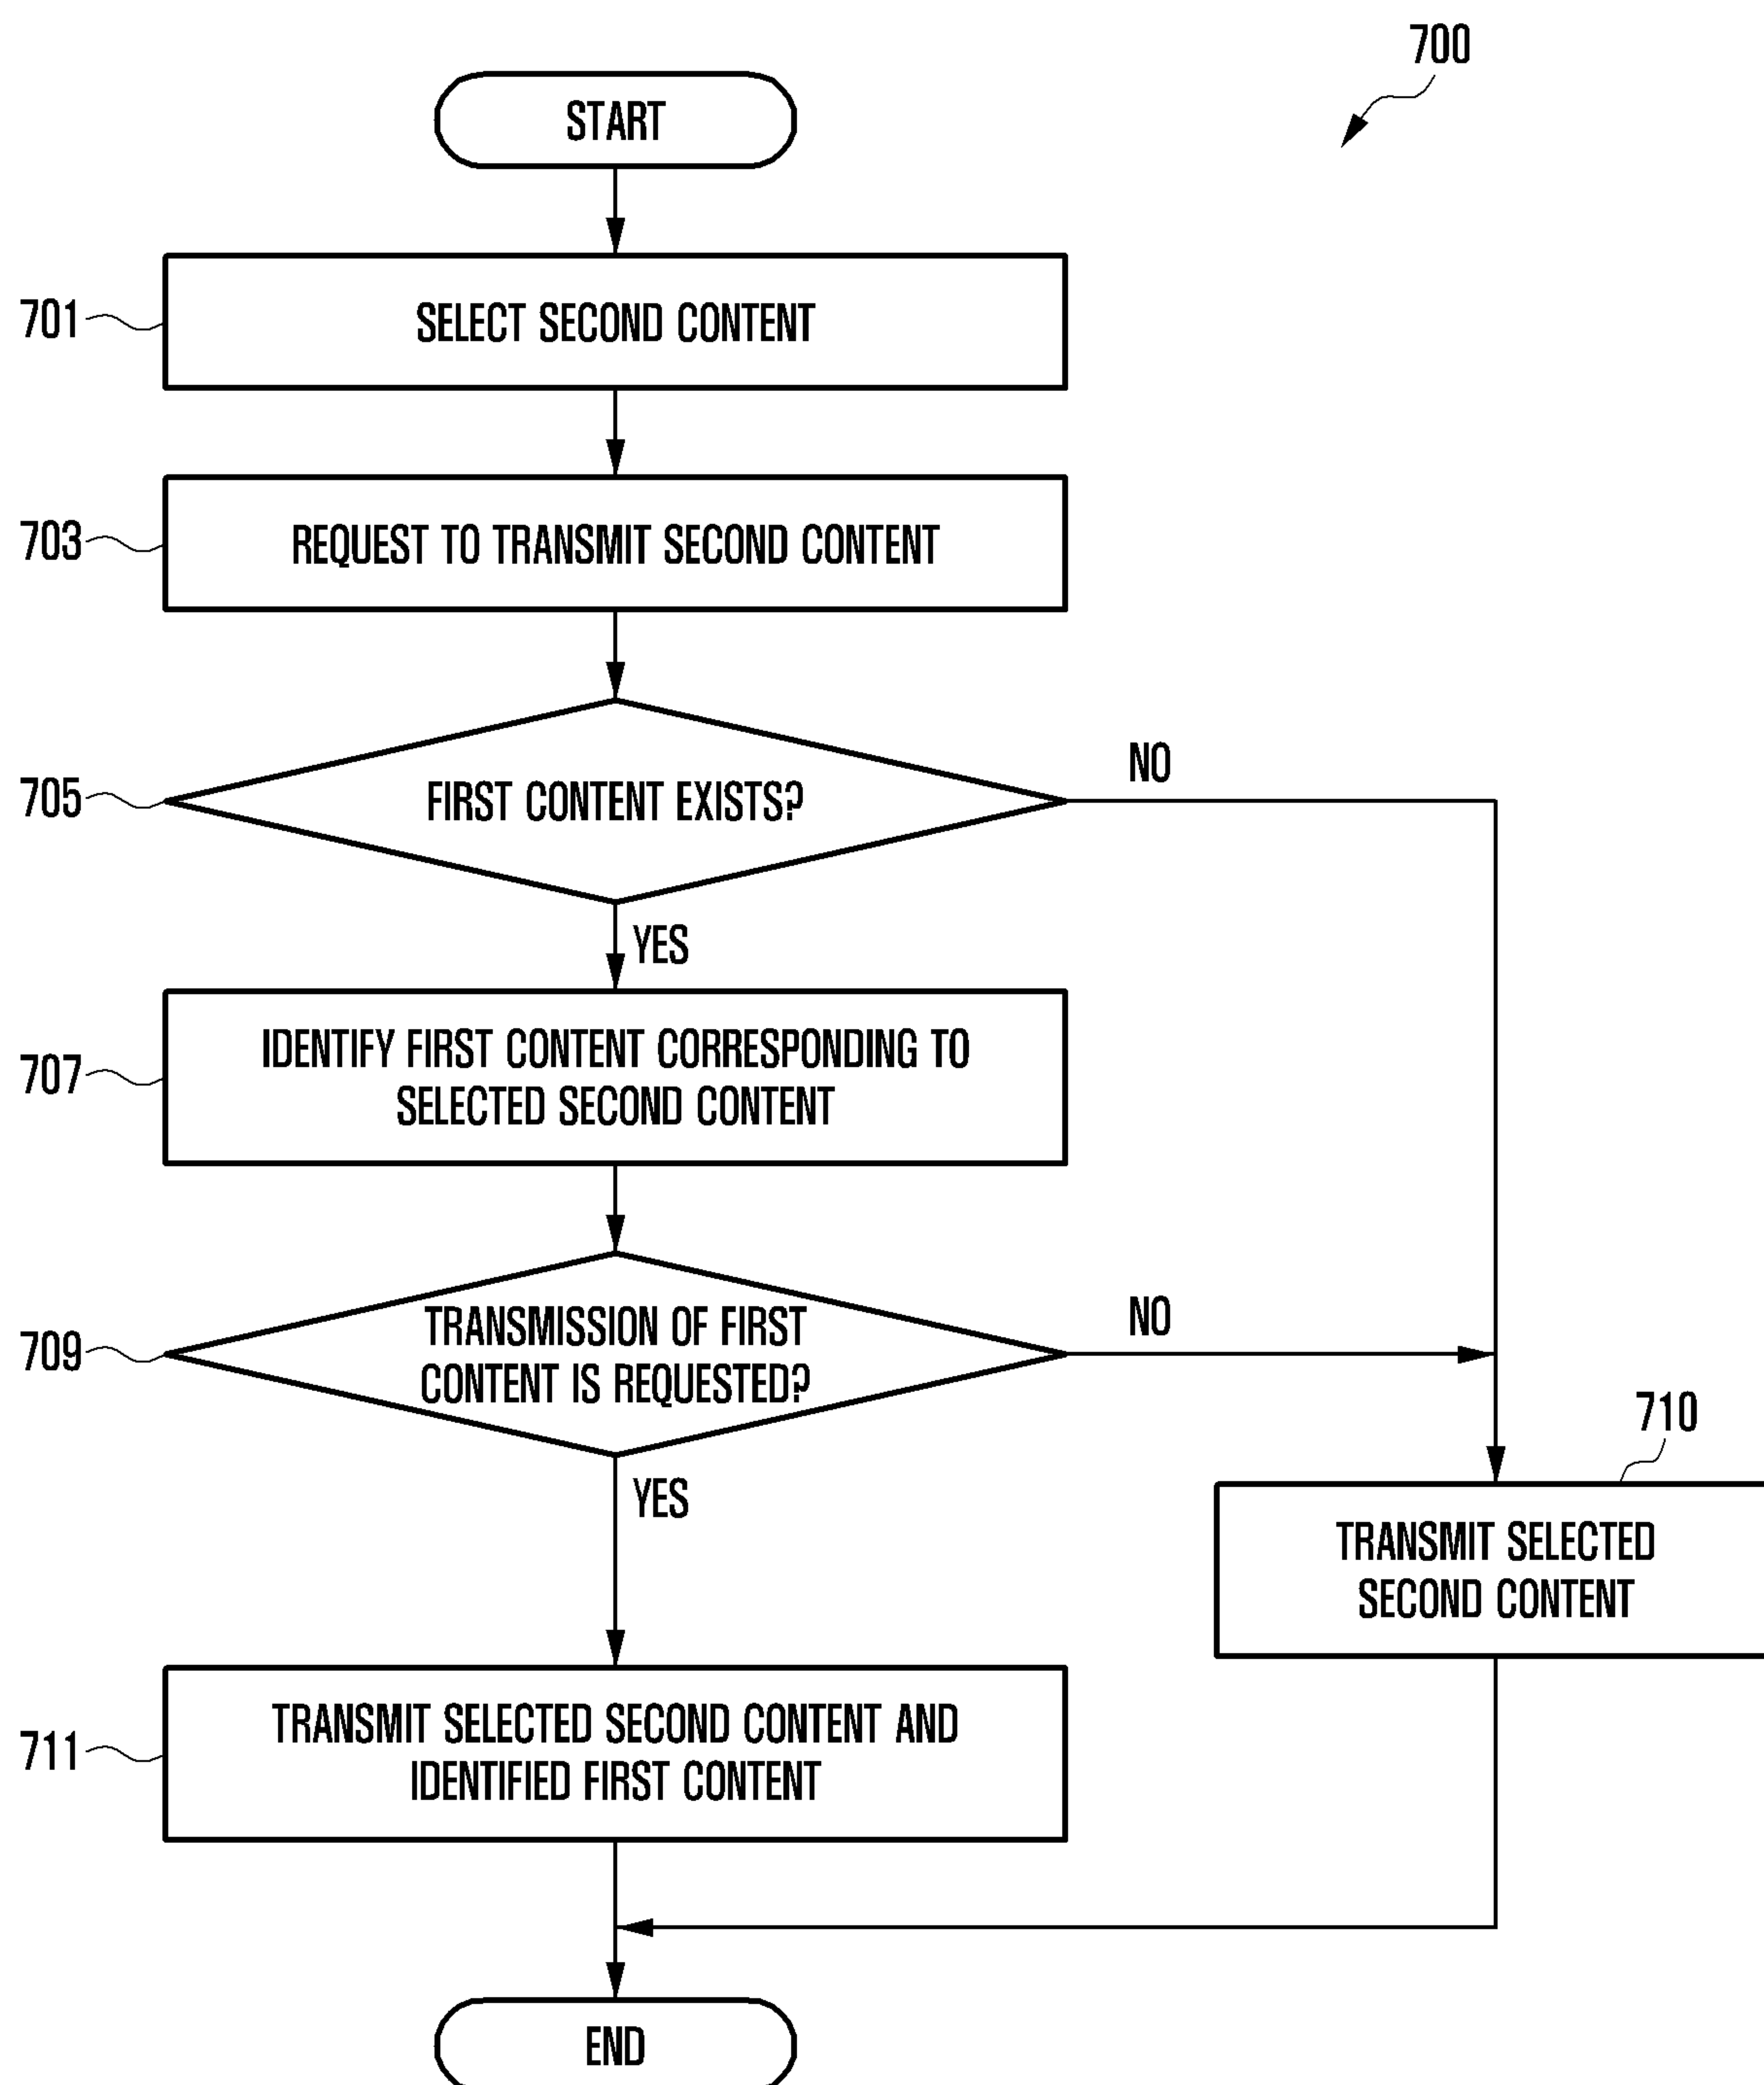 700
START
701
SELECT SECOND CONTENT
703
REQUEST TO TRANSMIT SECOND CONTENT
705
FIRST CONTENT EXISTS?
NO
YES
707
IDENTIFY FIRST CONTENT CORRESPONDING TO
SELECTED SECOND CONTENT
709
TRANSMISSION OF FIRST
CONTENT IS REQUESTED?
NO
YES
710
TRANSMIT SELECTED
SECOND CONTENT
711
TRANSMIT SELECTED SECOND CONTENT AND
IDENTIFIED FIRST CONTENT
END